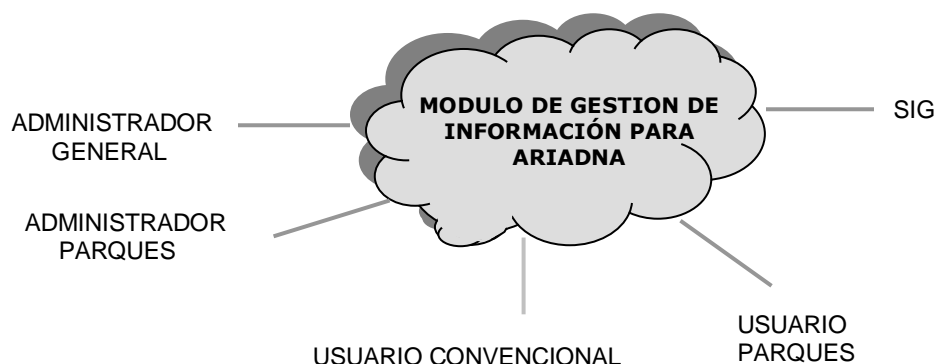 MODULO DE GESTION DE
INFORMACIÓN PARA
ARIADNA
SIG
ADMINISTRADOR
GENERAL
ADMINISTRADOR
PARQUES
USUARIO CONVENCIONAL
USUARIO
PARQUES